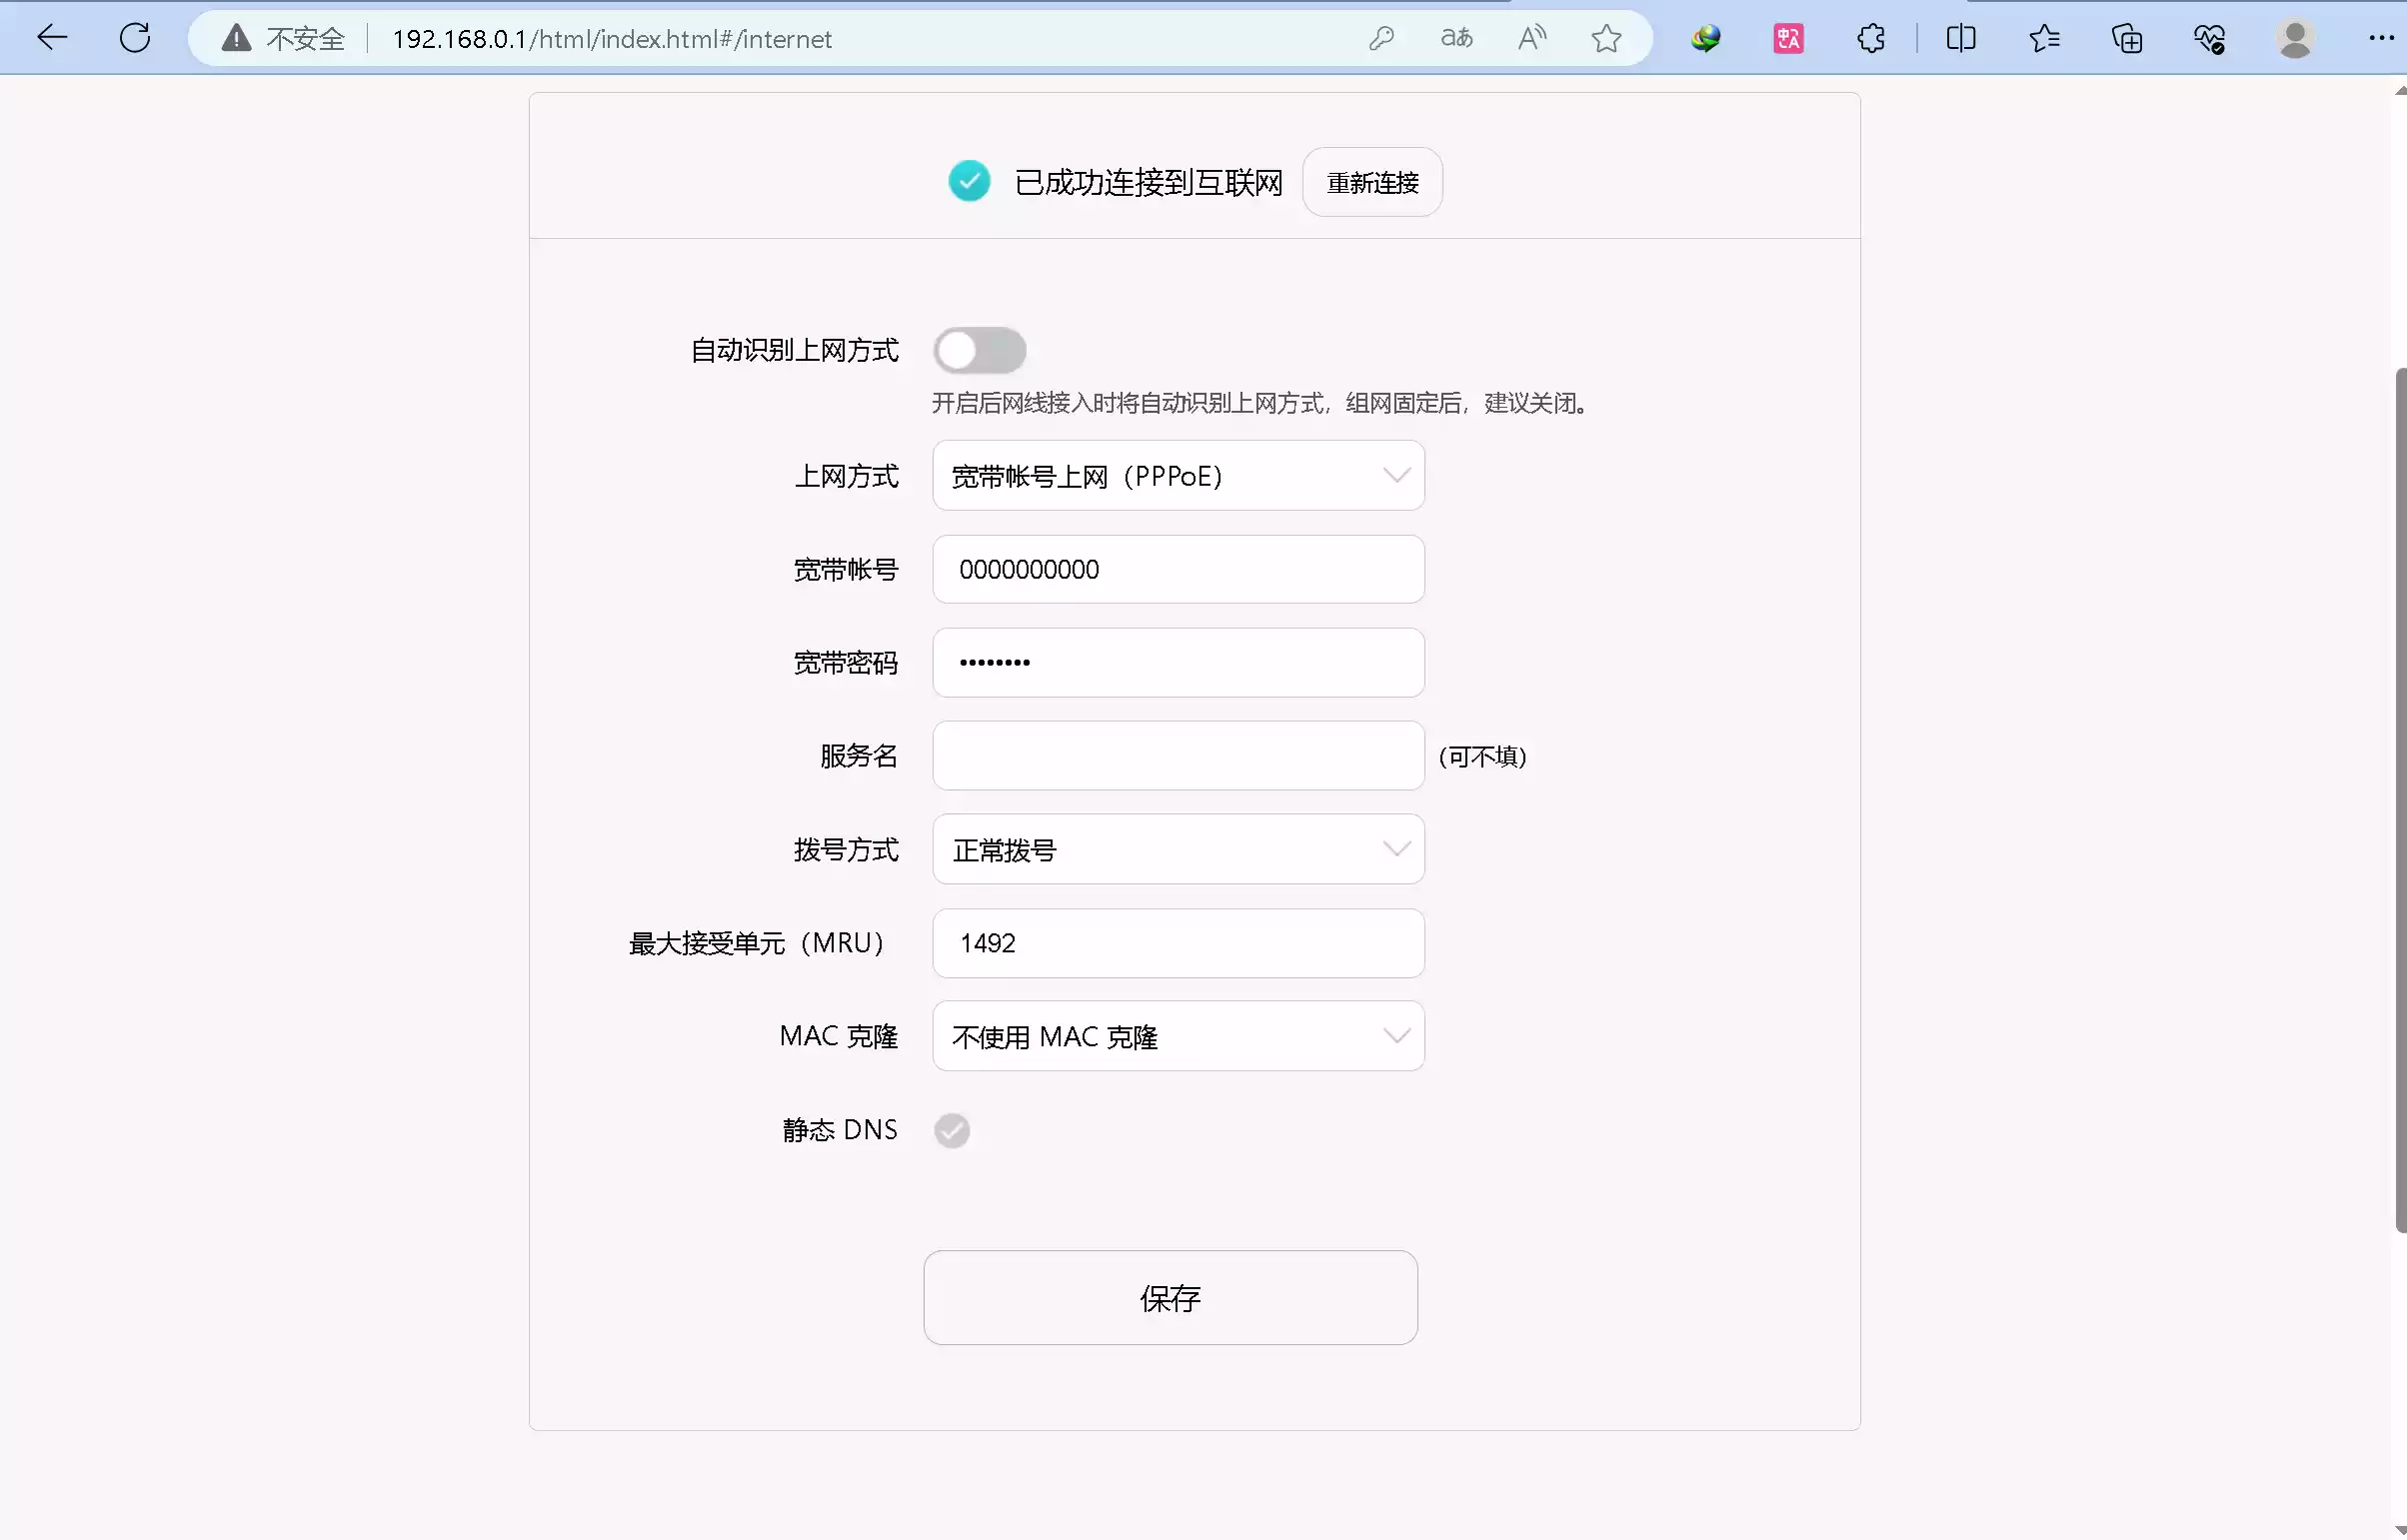 不安全 192.168.0.1/html/index.html#/internet aあ A 中A
已成功连接到互联网 重新连接
自动识别上网方式
开启后网线接入时将自动识别上网方式，组网固定后，建议关闭。
上网方式 宽带帐号上网（PPPoE）
宽带帐号 0000000000
宽带密码 ••••••••
服务名 (可不填)
拨号方式 正常拨号
最大接受单元（MRU） 1492
MAC 克隆 不使用 MAC 克隆
静态 DNS
保存